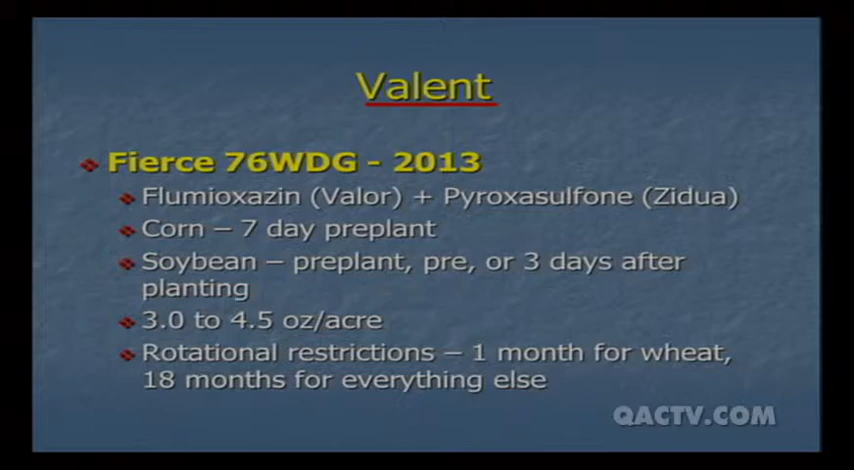 Valent
Fierce 76WDG - 2013
Flumioxazin (Valor) + Pyroxasulfone (Zidua)
Corn – 7 day preplant
Soybean – preplant, pre, or 3 days after
planting
3.0 to 4.5 oz/acre
Rotational restrictions – 1 month for wheat,
18 months for everything else
QACTV.COM